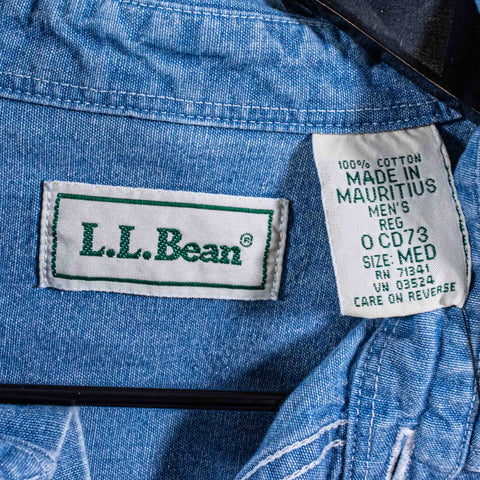 L.L.Bean®
100% COTTON
MADE IN
MAURITIUS
MEN'S
REG
0 CD73
SIZE: MED
RN 71341
VN 03524
CARE ON REVERSE